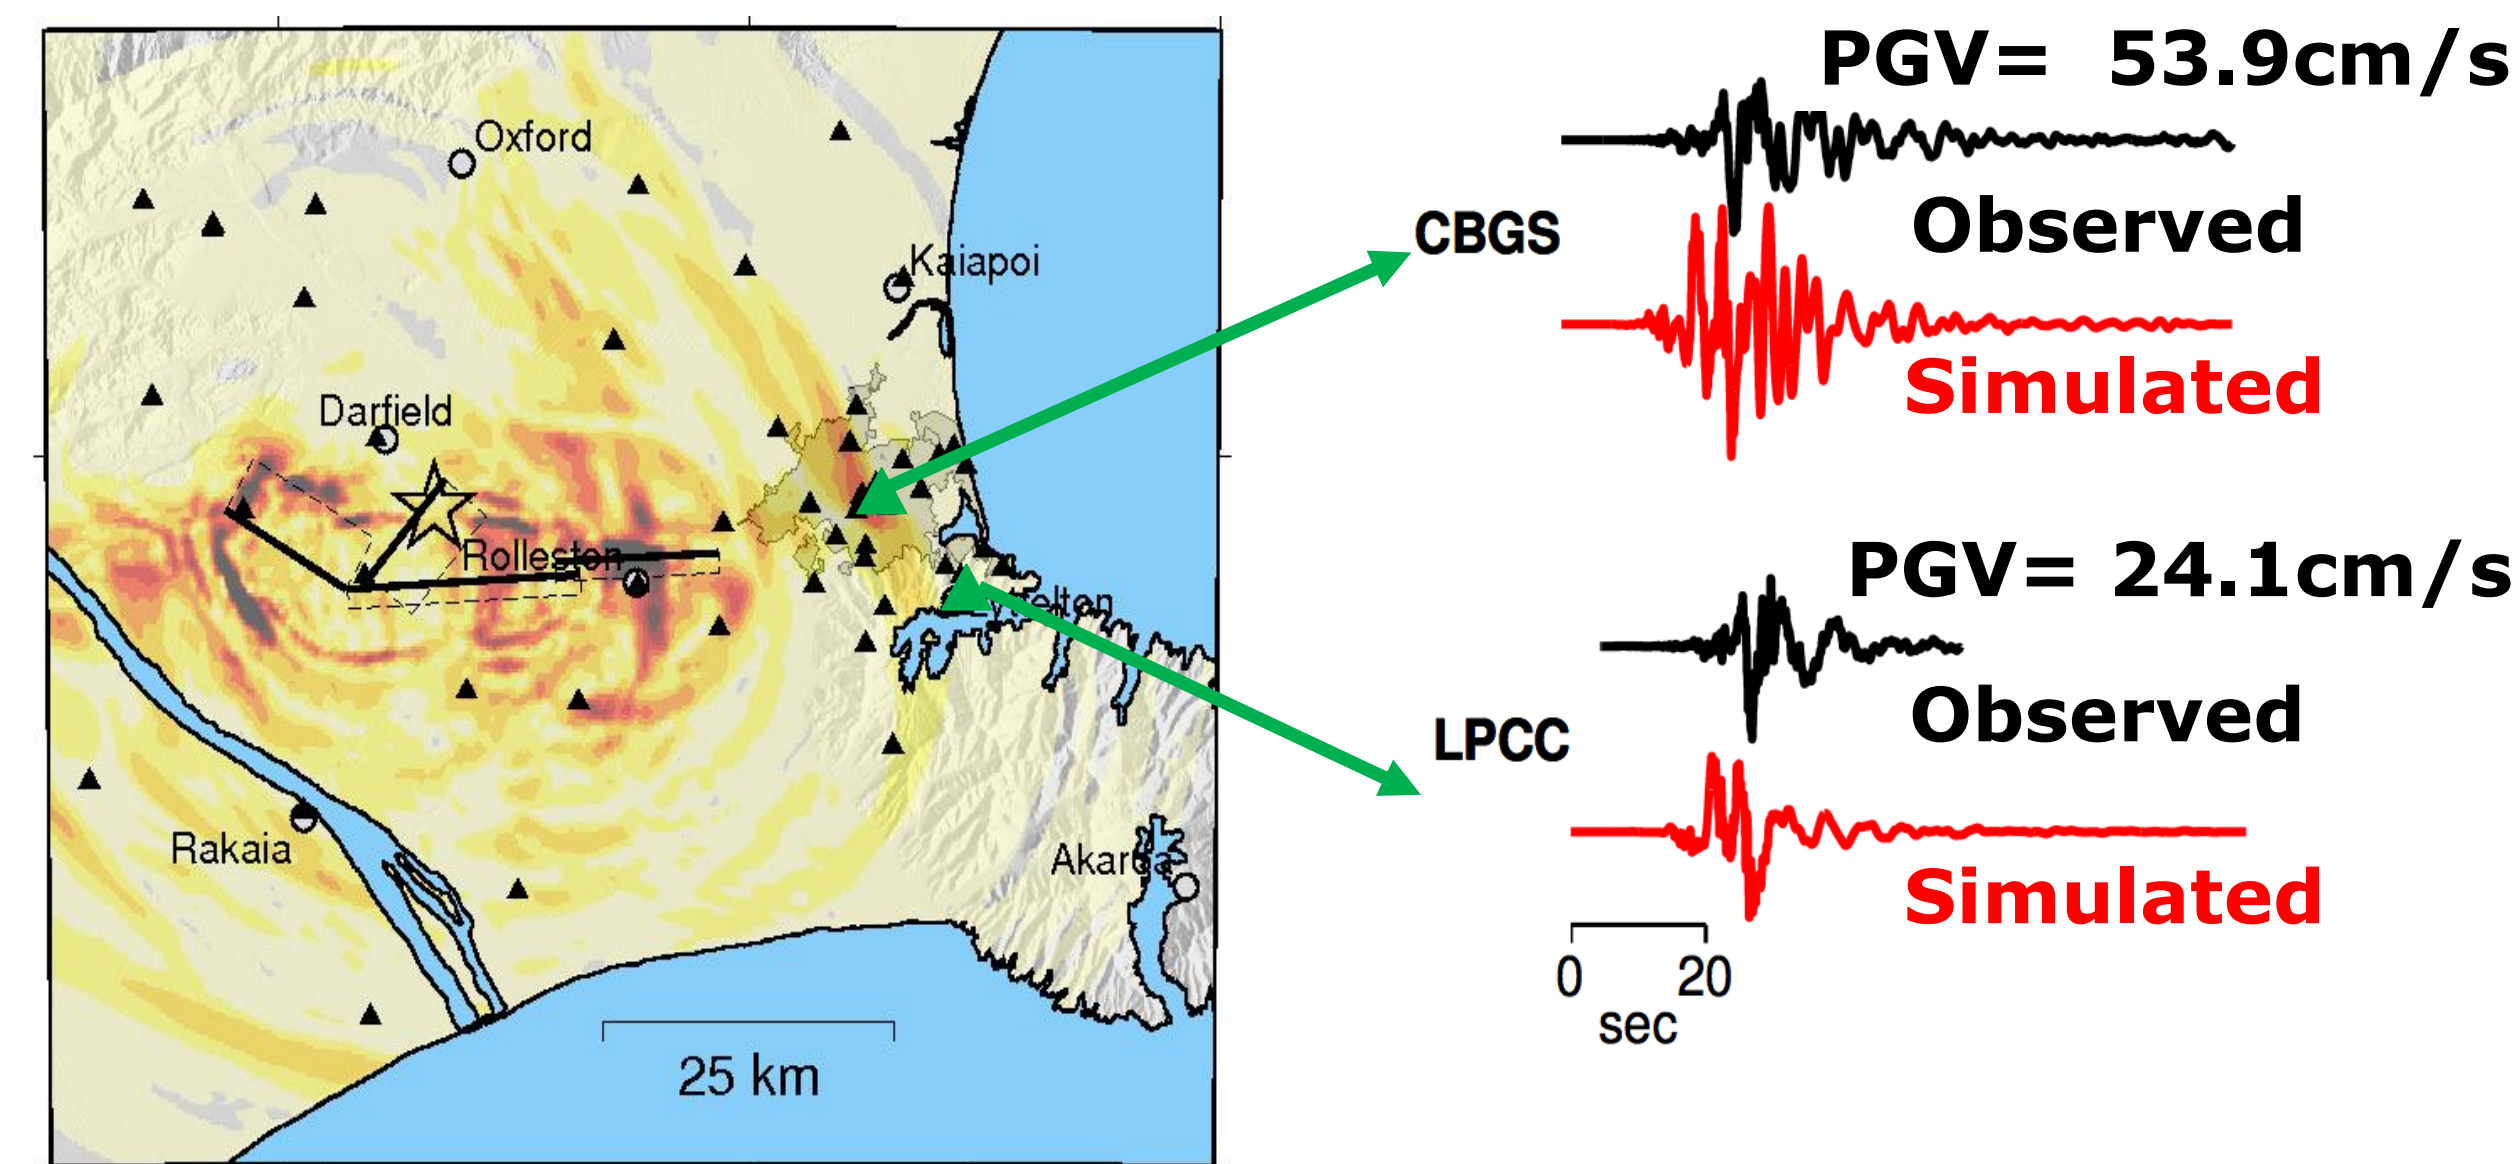 Oxford
Kaiapoi
Darfield
Rolleston
Lyttelton
Rakaia
Akaroa
25 km
PGV= 53.9cm/s
CBGS
Observed
Simulated
PGV= 24.1cm/s
LPCC
Observed
Simulated
0 20
sec